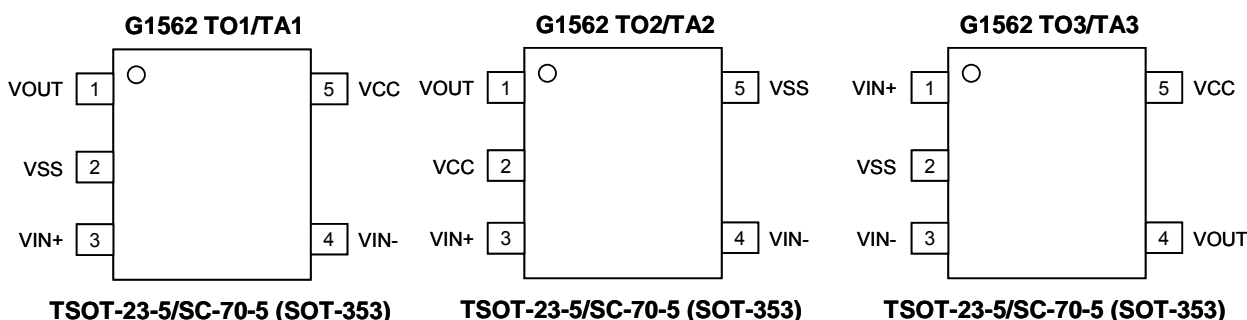 G1562 TO1/TA1
VOUT 1 5 VCC
VSS 2
VIN+ 3 4 VIN-
TSOT-23-5/SC-70-5 (SOT-353)
G1562 TO2/TA2
VOUT 1 5 VSS
VCC 2
VIN+ 3 4 VIN-
TSOT-23-5/SC-70-5 (SOT-353)
G1562 TO3/TA3
VIN+ 1 5 VCC
VSS 2
VIN- 3 4 VOUT
TSOT-23-5/SC-70-5 (SOT-353)